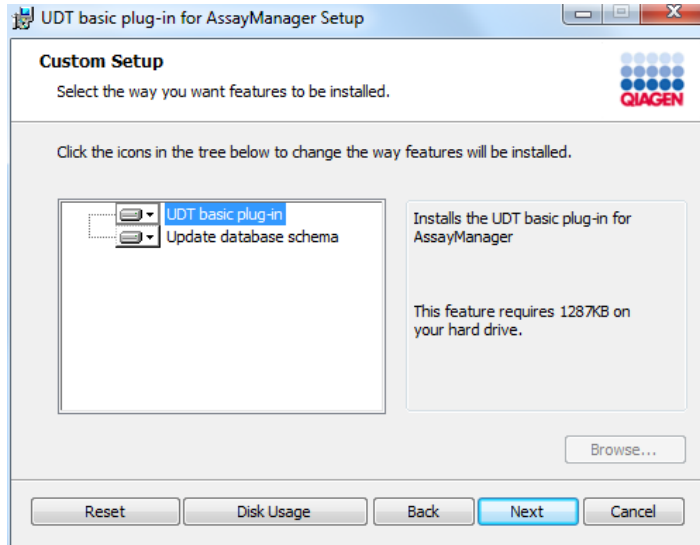 UDT basic plug-in for AssayManager Setup
Custom Setup
Select the way you want features to be installed.
QIAGEN
Click the icons in the tree below to change the way features will be installed.
UDT basic plug-in
Update database schema
Installs the UDT basic plug-in for
AssayManager
This feature requires 1287KB on
your hard drive.
Browse...
Reset
Disk Usage
Back
Next
Cancel